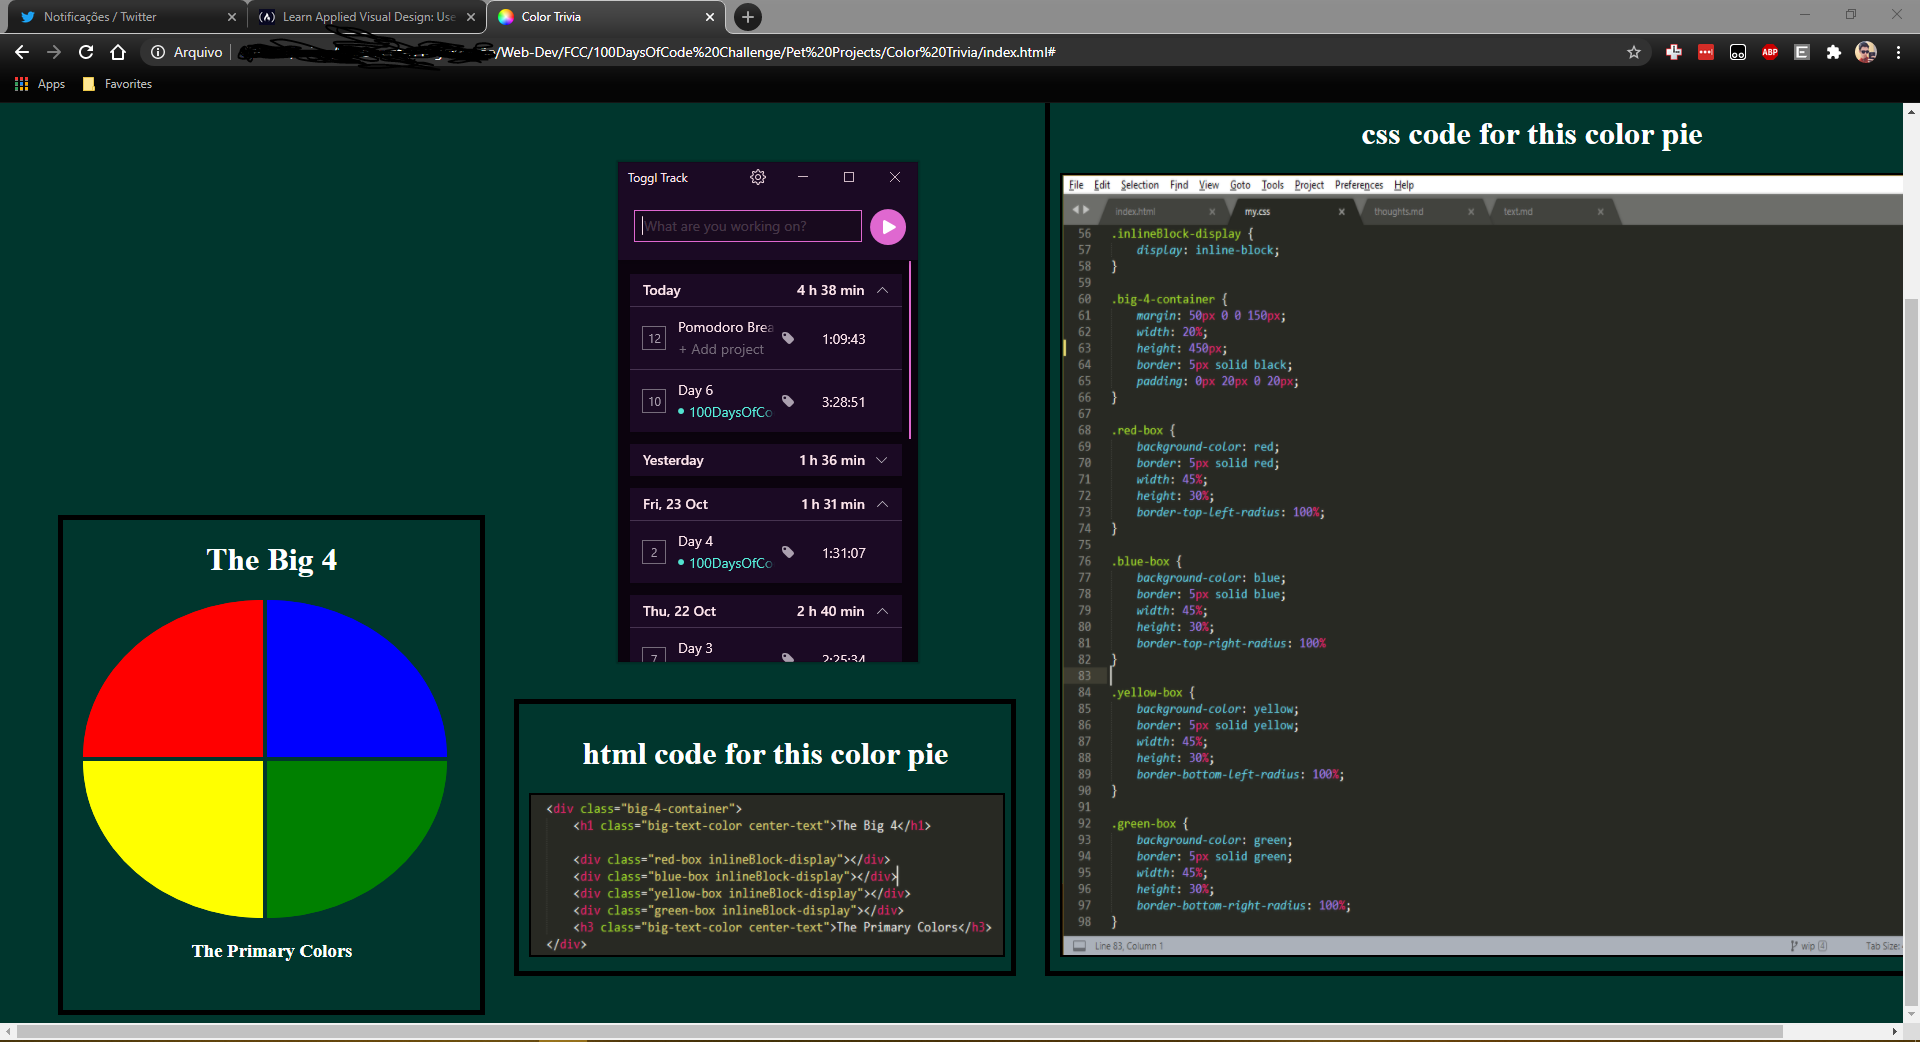 Notificações / Twitter
Learn Applied Visual Design: Use
Color Trivia
Arquivo
/Web-Dev/FCC/100DaysOfCode%20Challenge/Pet%20Projects/Color%20Trivia/index.html#
ABP
Apps
Favorites
Toggl Track
What are you working on?
Today 4 h 38 min
12 Pomodoro Brea 1:09:43
+ Add project
10 Day 6 3:28:51
100DaysOfCo
Yesterday 1 h 36 min
Fri, 23 Oct 1 h 31 min
2 Day 4 1:31:07
100DaysOfCo
Thu, 22 Oct 2 h 40 min
7 Day 3 2:25:34
The Big 4
The Primary Colors
html code for this color pie
<div class="big-4-container">
<h1 class="big-text-color center-text">The Big 4</h1>
<div class="red-box inlineBlock-display"></div>
<div class="blue-box inlineBlock-display"></div>
<div class="yellow-box inlineBlock-display"></div>
<div class="green-box inlineBlock-display"></div>
<h3 class="big-text-color center-text">The Primary Colors</h3>
</div>
css code for this color pie
File Edit Selection Find View Goto Tools Project Preferences Help
index.html my.css thoughts.md text.md
56 .inlineBlock-display {
57 display: inline-block;
58 }
59
60 .big-4-container {
61 margin: 50px 0 0 150px;
62 width: 20%;
63 height: 450px;
64 border: 5px solid black;
65 padding: 0px 20px 0 20px;
66 }
67
68 .red-box {
69 background-color: red;
70 border: 5px solid red;
71 width: 45%;
72 height: 30%;
73 border-top-left-radius: 100%;
74 }
75
76 .blue-box {
77 background-color: blue;
78 border: 5px solid blue;
79 width: 45%;
80 height: 30%;
81 border-top-right-radius: 100%
82 }
83
84 .yellow-box {
85 background-color: yellow;
86 border: 5px solid yellow;
87 width: 45%;
88 height: 30%;
89 border-bottom-left-radius: 100%;
90 }
91
92 .green-box {
93 background-color: green;
94 border: 5px solid green;
95 width: 45%;
96 height: 30%;
97 border-bottom-right-radius: 100%;
98 }
Line 83, Column 1
wip 4
Tab Size: